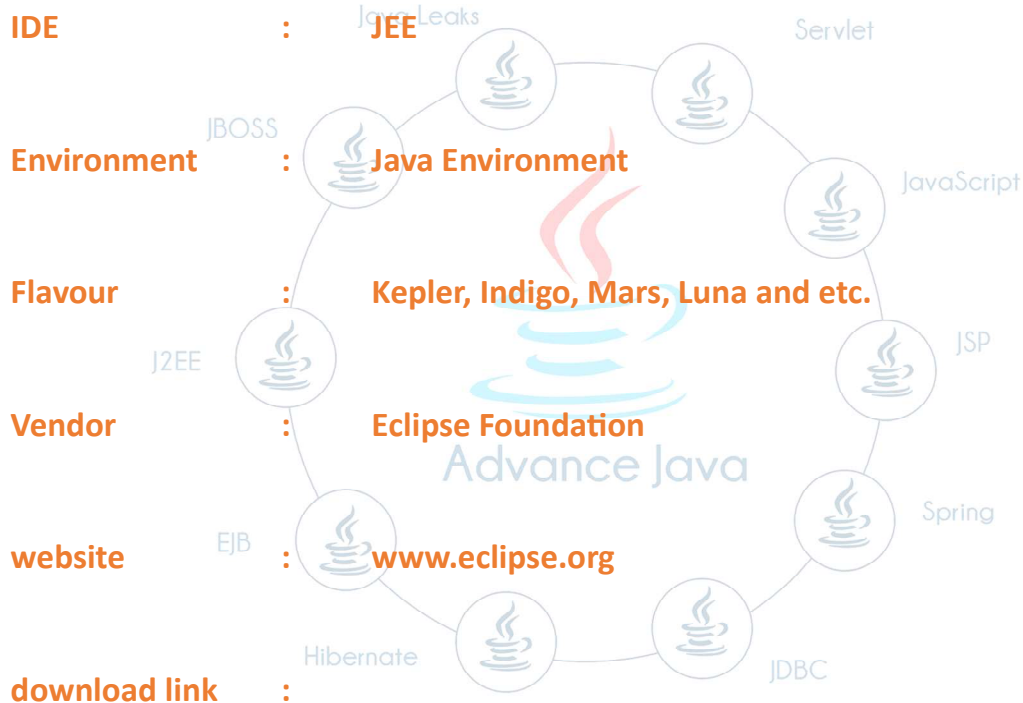 Java Leaks
IDE : JEE
Servlet
JBOSS
Environment : Java Environment
JavaScript
Flavour : Kepler, Indigo, Mars, Luna and etc.
J2EE
JSP
Vendor : Eclipse Foundation
Advance Java
Spring
EJB
website : www.eclipse.org
Hibernate
JDBC
download link :